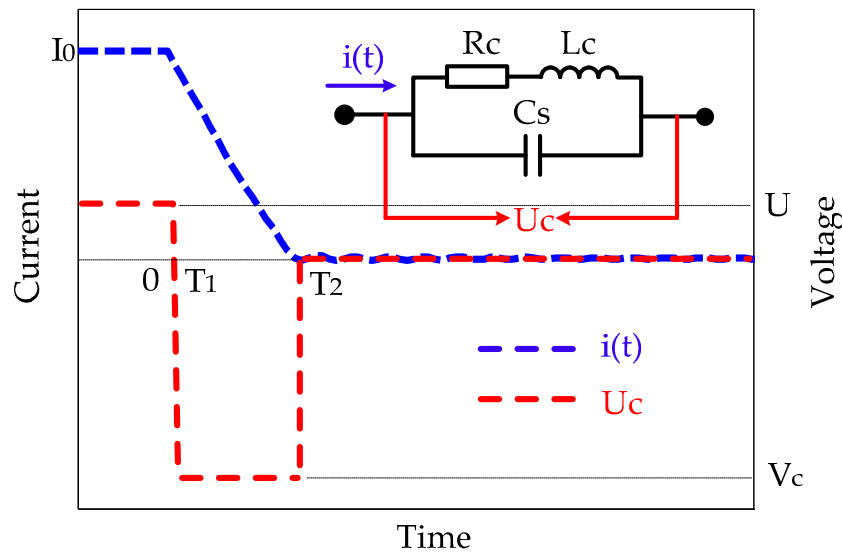 I0
Rc
Lc
i(t)
Cs
Uc
U
Current
Voltage
0
T1
T2
i(t)
Uc
Vc
Time